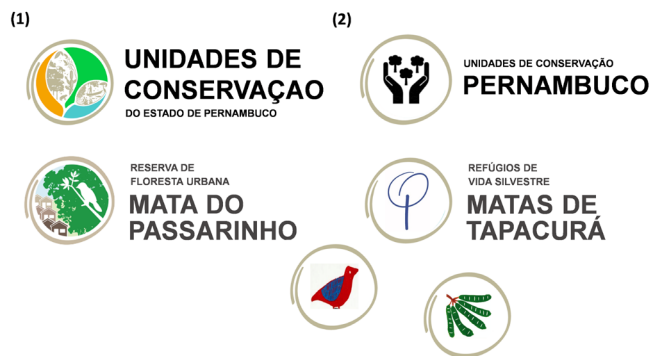 (1)
UNIDADES DE
CONSERVAÇAO
DO ESTADO DE PERNAMBUCO
(2)
UNIDADES DE CONSERVAÇÃO
PERNAMBUCO
RESERVA DE
FLORESTA URBANA
MATA DO
PASSARINHO
REFÚGIOS DE
VIDA SILVESTRE
MATAS DE
TAPACURÁ